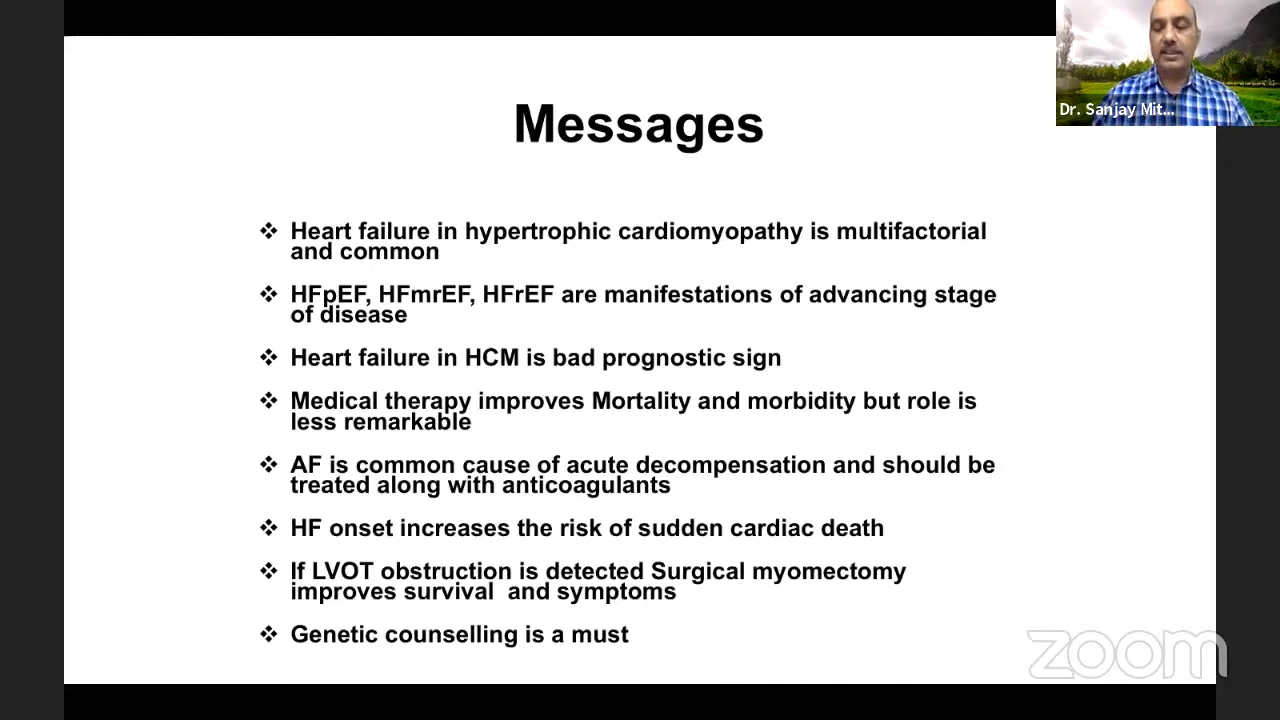 Messages
Dr. Sanjay Mit...
❖ Heart failure in hypertrophic cardiomyopathy is multifactorial
and common
❖ HFpEF, HFmrEF, HFrEF are manifestations of advancing stage
of disease
❖ Heart failure in HCM is bad prognostic sign
❖ Medical therapy improves Mortality and morbidity but role is
less remarkable
❖ AF is common cause of acute decompensation and should be
treated along with anticoagulants
❖ HF onset increases the risk of sudden cardiac death
❖ If LVOT obstruction is detected Surgical myomectomy
improves survival  and symptoms
❖ Genetic counselling is a must
zoom